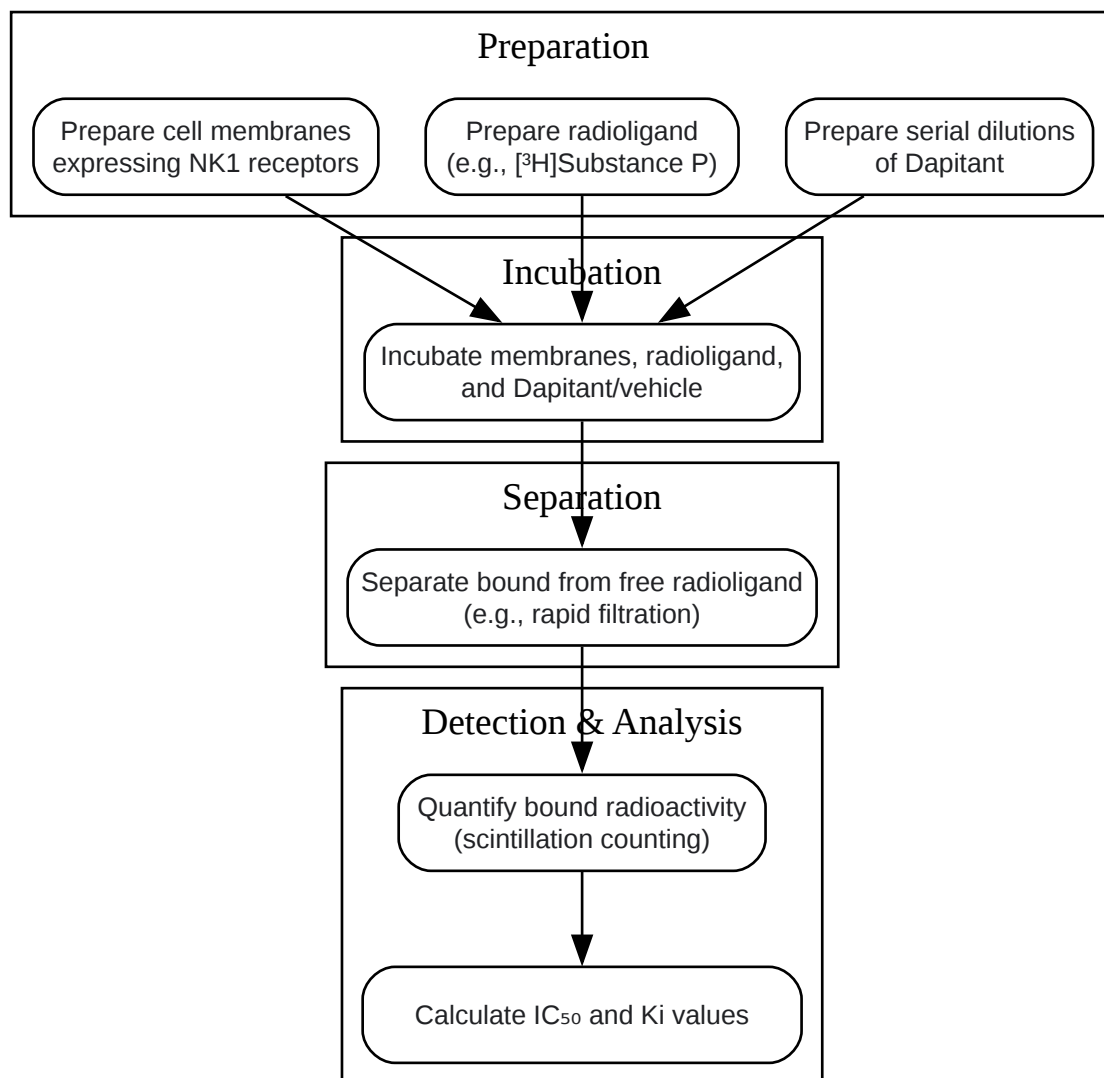 Preparation
Prepare cell membranes
expressing NK1 receptors
Prepare radioligand
(e.g., [³H]Substance P)
Prepare serial dilutions
of Dapitant
Incubation
Incubate membranes, radioligand,
and Dapitant/vehicle
Separation
Separate bound from free radioligand
(e.g., rapid filtration)
Detection & Analysis
Quantify bound radioactivity
(scintillation counting)
Calculate IC₅₀ and Ki values